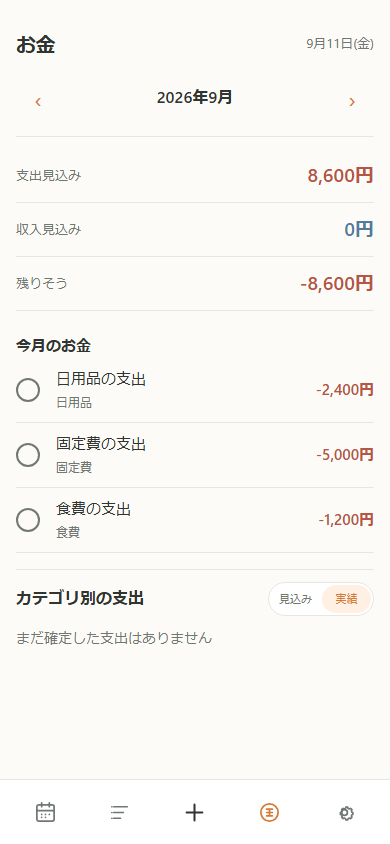 お金
9月11日(金)
‹ 2026年9月 ›
支出見込み 8,600円
収入見込み 0円
残りそう -8,600円
今月のお金
日用品の支出
日用品
-2,400円
固定費の支出
固定費
-5,000円
食費の支出
食費
-1,200円
カテゴリ別の支出
見込み 実績
まだ確定した支出はありません